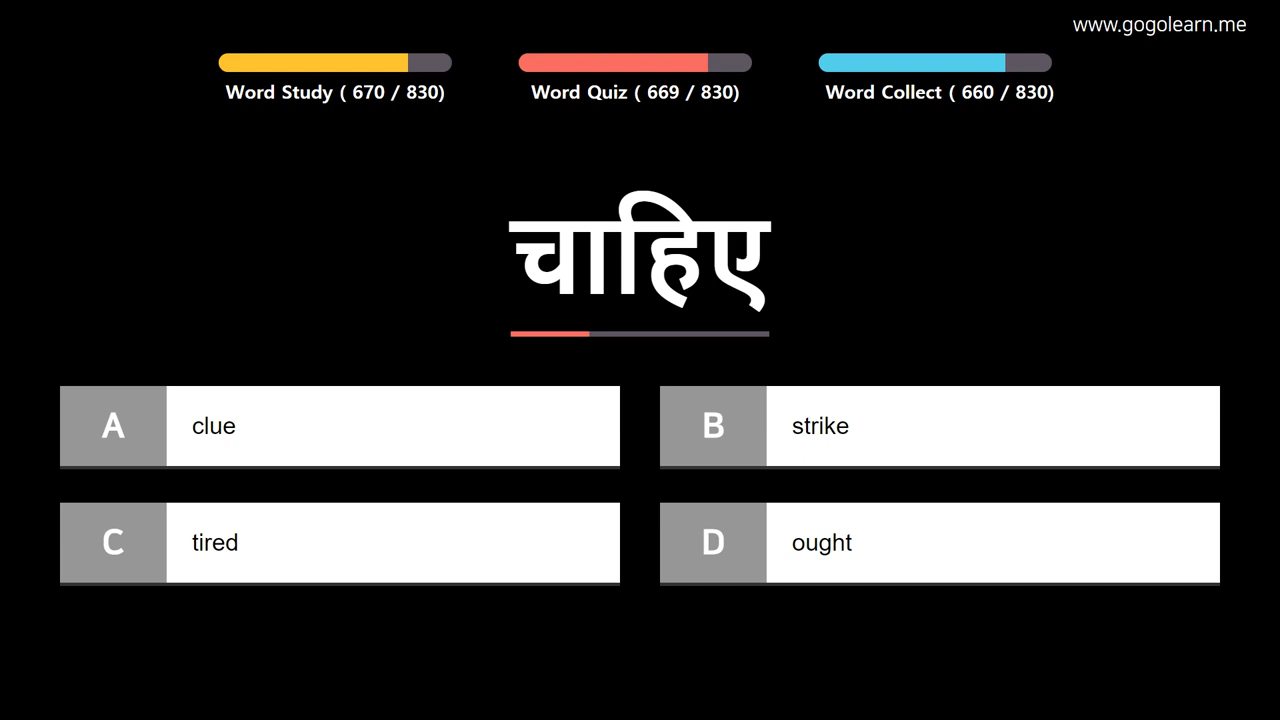 www.gogolearn.me
Word Study ( 670 / 830)
Word Quiz ( 669 / 830)
Word Collect ( 660 / 830)
चाहिए
A clue
B strike
C tired
D ought